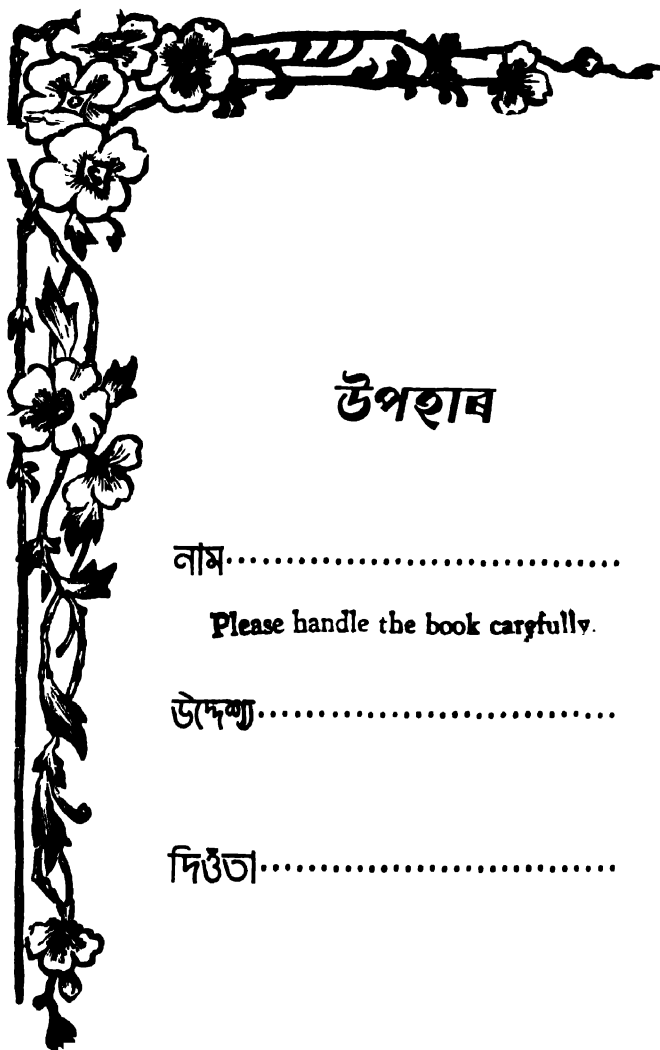 উপহাৰ
নাম................................
Please handle the book carefully.
উদ্দেশ্য..............................
দিওঁতা..............................